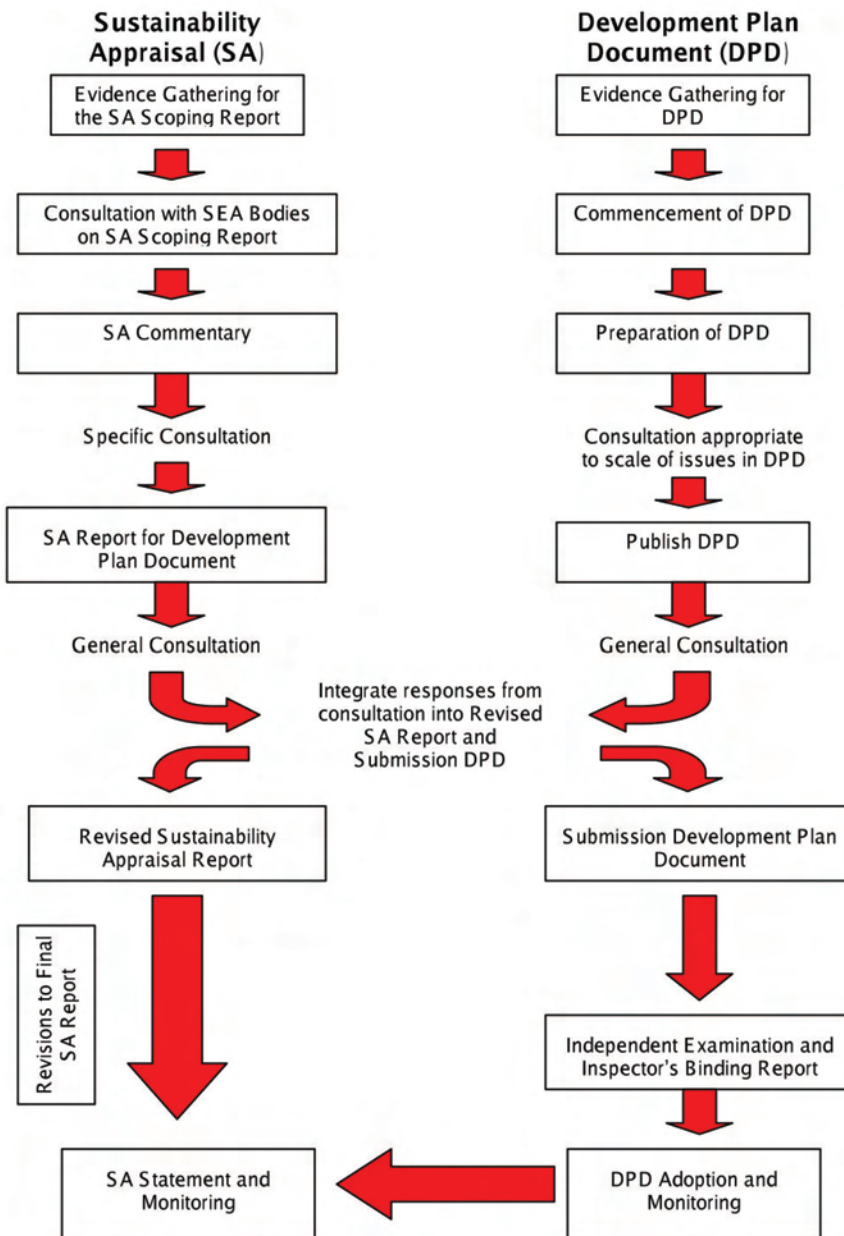 Sustainability
Appraisal (SA)
Evidence Gathering for
the SA Scoping Report
Consultation with SEA Bodies
on SA Scoping Report
SA Commentary
Specific Consultation
SA Report for Development
Plan Document
General Consultation
Development Plan
Document (DPD)
Evidence Gathering for
DPD
Commencement of DPD
Preparation of DPD
Consultation appropriate
to scale of issues in DPD
Publish DPD
General Consultation
Integrate responses from
consultation into Revised
SA Report and
Submission DPD
Revised Sustainability
Appraisal Report
Revisions to Final
SA Report
SA Statement and
Monitoring
Submission Development Plan
Document
Independent Examination and
Inspector's Binding Report
DPD Adoption and
Monitoring